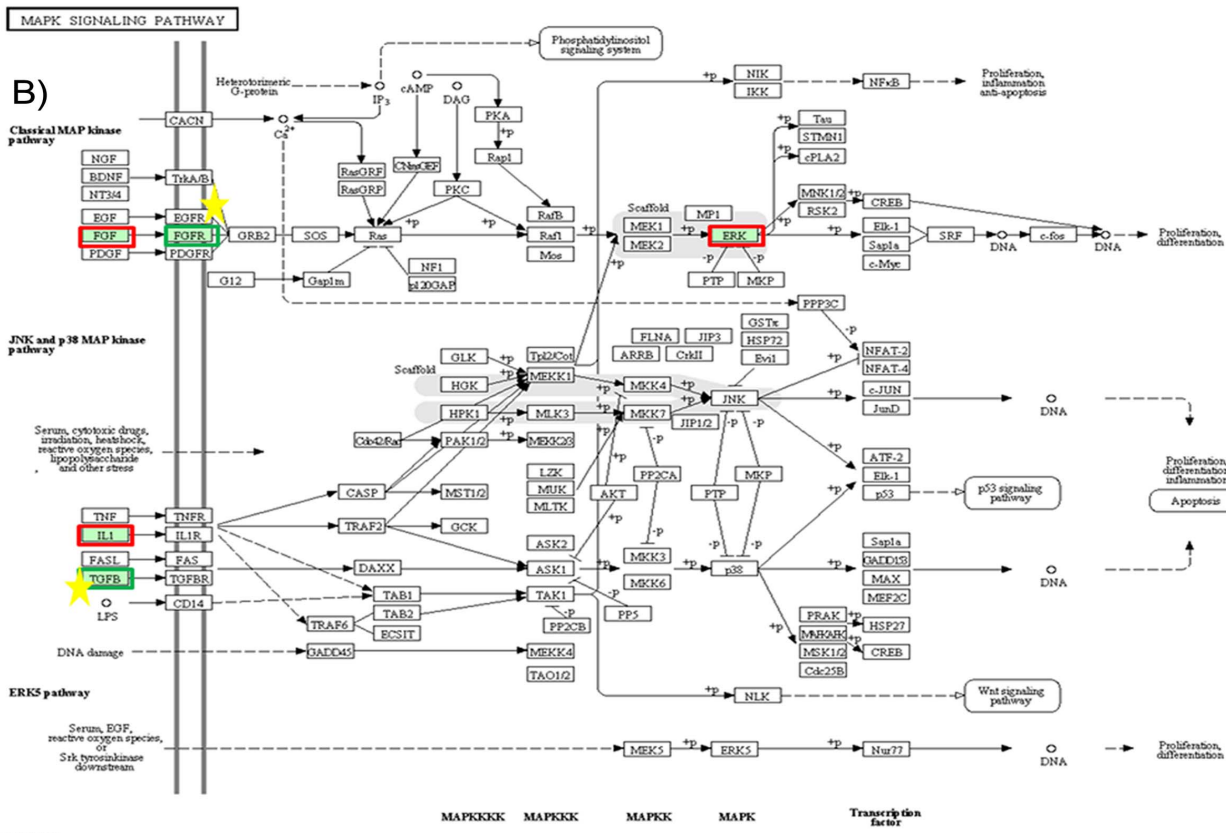 MAPK SIGNALING PATHWAY
B)
Phosphatidylinositol
signaling system
Heterotorimeric
G-protein
IP3
cAMP
DAG
Ca2+
CACN
PKA
+p
Rap1
NIK
IKK
+p
NFκB
Proliferation,
inflammation
anti-apoptosis
Classical MAP kinase
pathway
NGF
BDNF
NT3/4
TrkA/B
EGF
EGFR
FGF
FGFR
PDGF
PDGFR
GRB2
SOS
RasGRF
RasGRP
CNasGEF
PKC
Ras
RafB
Raf1
Mos
+p
+p
+p
G12
Gap1m
NF1
p120GAP
Scaffold
MP1
MEK1
MEK2
+p
ERK
-p
-p
PTP
MKP
+p
Tau
STMN1
cPLA2
+p
MNK1/2
RSK2
+p
CREB
+p
Elk-1
Sap1a
c-Myc
SRF
DNA
c-fos
DNA
Proliferation,
differentiation
+p
PPP3C
-p
JNK and p38 MAP kinase
pathway
Scaffold
GLK
HGK
HPK1
Cdc42/Rac
PAK1/2
+p
+p
+p
+p
Tpl2/Cot
MEKK1
MLK3
MEKK2/3
+p
+p
LZK
MUK
MLTK
FLNA
JIP3
ARRB
CrkII
MKK4
MKK7
+p
+p
JIP1/2
GSTπ
HSP72
Evi1
JNK
NFAT-2
NFAT-4
+p
c-JUN
JunD
DNA
Serum, cytotoxic drugs,
irradiation, heatshock,
reactive oxygen species,
lipopolysaccharide
and other stress
-p
+p
AKT
PP2CA
-p
-p
-p
PTP
MKP
+p
ATF-2
Elk-1
p53
p53 signaling
pathway
Proliferation,
differentiation
inflammation
Apoptosis
CASP
MST1/2
TRAF2
GCK
TNF
TNFR
IL1
IL1R
FASL
FAS
TGFB
TGFBR
LPS
CD14
DAXX
ASK2
ASK1
+p
-p
MKK3
MKK6
+p
-p
-p
p38
+p
+p
Sap1a
GADD153
MAX
MEF2C
DNA
TAB1
TAB2
ECSIT
TRAF6
TAK1
-p
PP2CB
PP5
+p
PRAK
MAPKAPK
MSK1/2
Cdc25B
+p
+p
HSP27
CREB
DNA damage
GADD45
MEKK4
TAO1/2
+p
NLK
Wnt signaling
pathway
ERK5 pathway
Serum, EGF,
reactive oxygen species,
or
Srk tyrosinkinase
downstream
MEK5
+p
ERK5
+p
Nur77
DNA
Proliferation,
differentiation
MAPKKKK
MAPKKK
MAPKK
MAPK
Transcription
factor